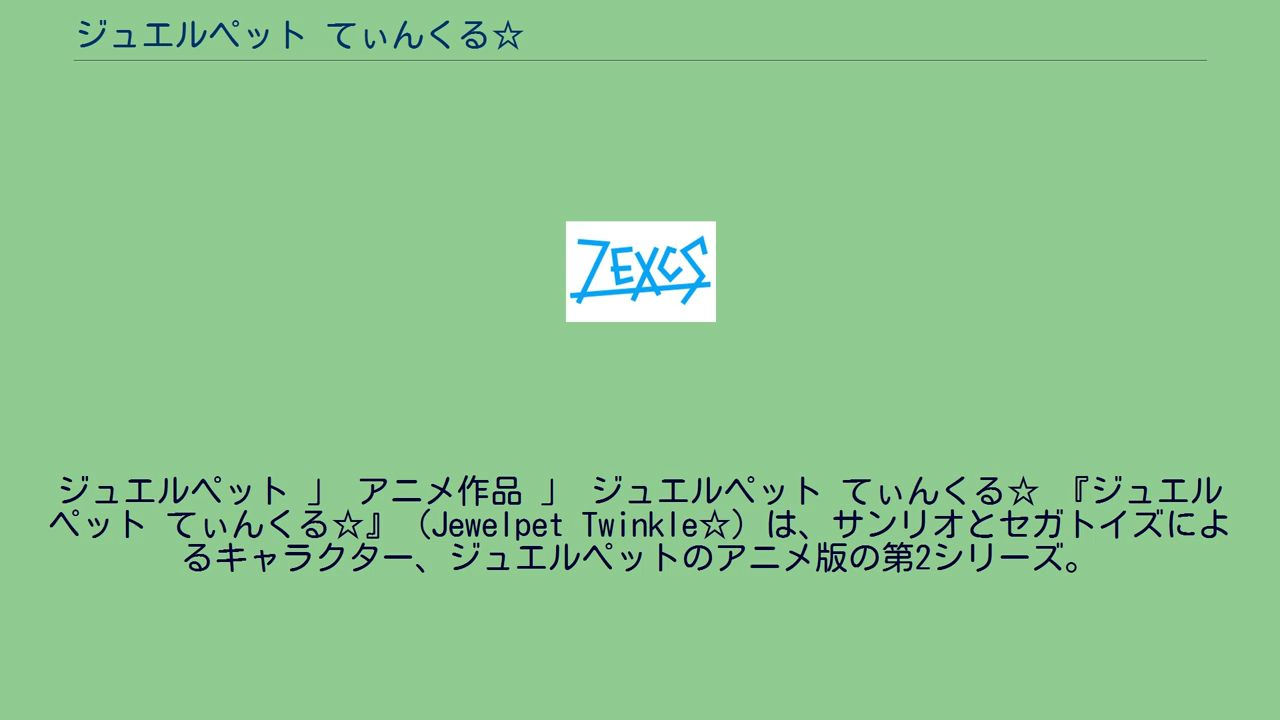 ジュエルペット てぃんくる☆
ZEXCS
ジュエルペット 」 アニメ作品 」 ジュエルペット てぃんくる☆ 『ジュエル
ペット てぃんくる☆』（Jewelpet Twinkle☆）は、サンリオとセガトイズによ
るキャラクター、ジュエルペットのアニメ版の第2シリーズ。